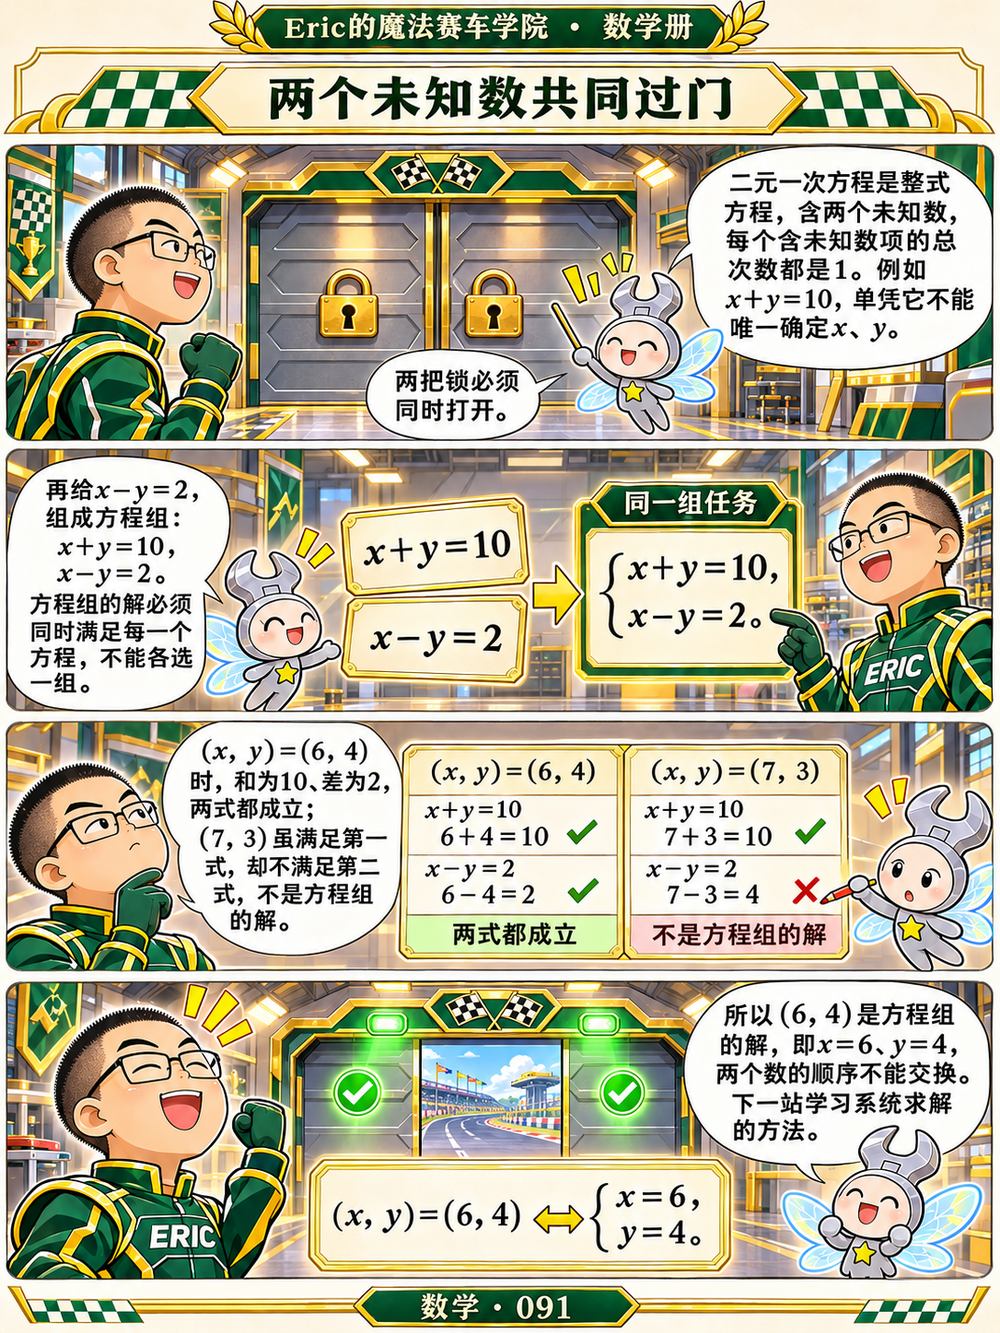 Eric的魔法赛车学院 · 数学册
两个未知数共同过门
二元一次方程是整式
方程，含两个未知数，
每个含未知数项的总
次数都是1。例如
x+y=10, 单凭它不能
唯一确定x、y。
两把锁必须
同时打开。
再给x−y=2,
组成方程组：
x+y=10,
x−y=2。
方程组的解必须
同时满足每一个
方程，不能各选
一组。
x+y=10
x−y=2
同一组任务
x+y=10,
x−y=2。
ERIC
(x, y)=(6, 4)
时，和为10、差为2,
两式都成立；
(7, 3) 虽满足第一
式，却不满足第二
式，不是方程组
的解。
(x, y)=(6, 4)
x+y=10
6+4=10 ✓
x−y=2
6−4=2 ✓
两式都成立
(x, y)=(7, 3)
x+y=10
7+3=10 ✓
x−y=2
7−3=4 ✗
不是方程组的解
所以 (6, 4) 是方程组
的解，即x=6、y=4,
两个数的顺序不能交换。
下一站学习系统求解
的方法。
ERIC
(x, y)=(6, 4) ⇔ { x=6,
y=4。
数学 · 091